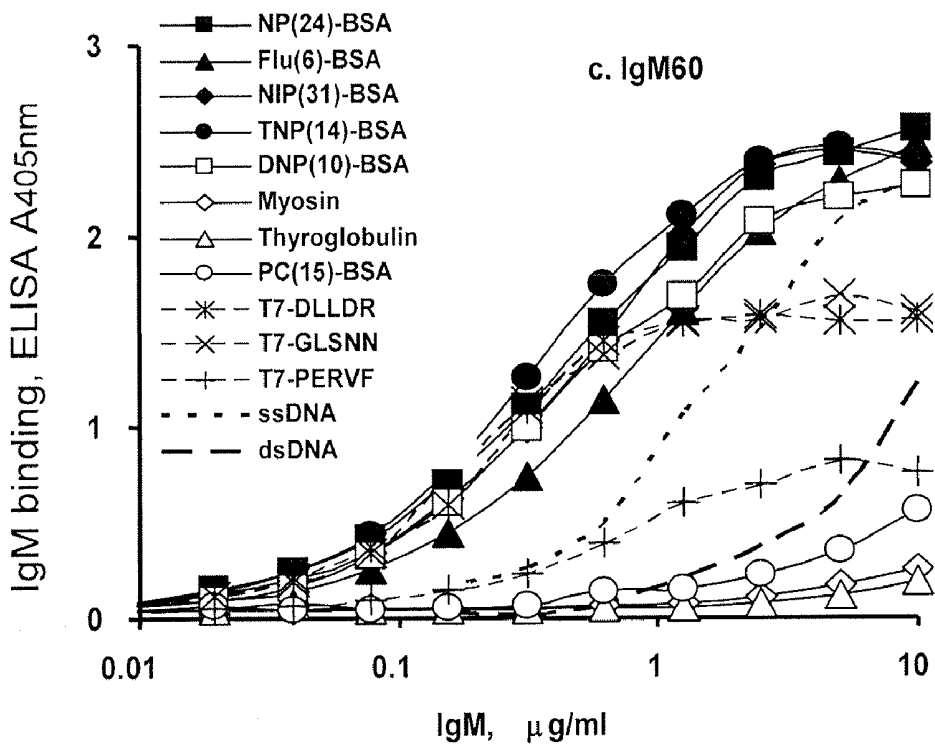 NP(24)-BSA
Flu(6)-BSA
NIP(31)-BSA
TNP(14)-BSA
DNP(10)-BSA
Myosin
Thyroglobulin
PC(15)-BSA
T7-DLLDR
T7-GLSNN
T7-PERVF
ssDNA
dsDNA
c. IgM60
IgM binding, ELISA A405nm
3
2
1
0
0.01
0.1
1
10
IgM, μg/ml